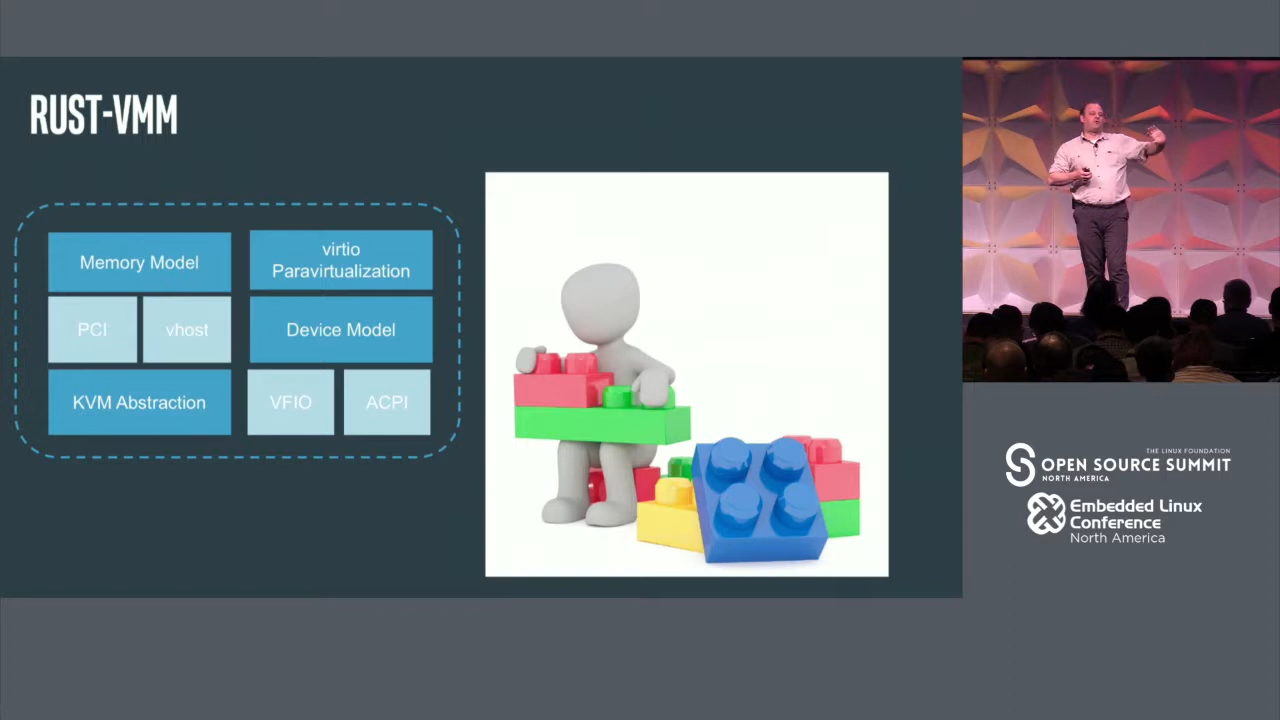 RUST-VMM
Memory Model
virtio
Paravirtualization
PCI
vhost
Device Model
KVM Abstraction
VFIO
ACPI
THE LINUX FOUNDATION
OPEN SOURCE SUMMIT
NORTH AMERICA
Embedded Linux
Conference
North America